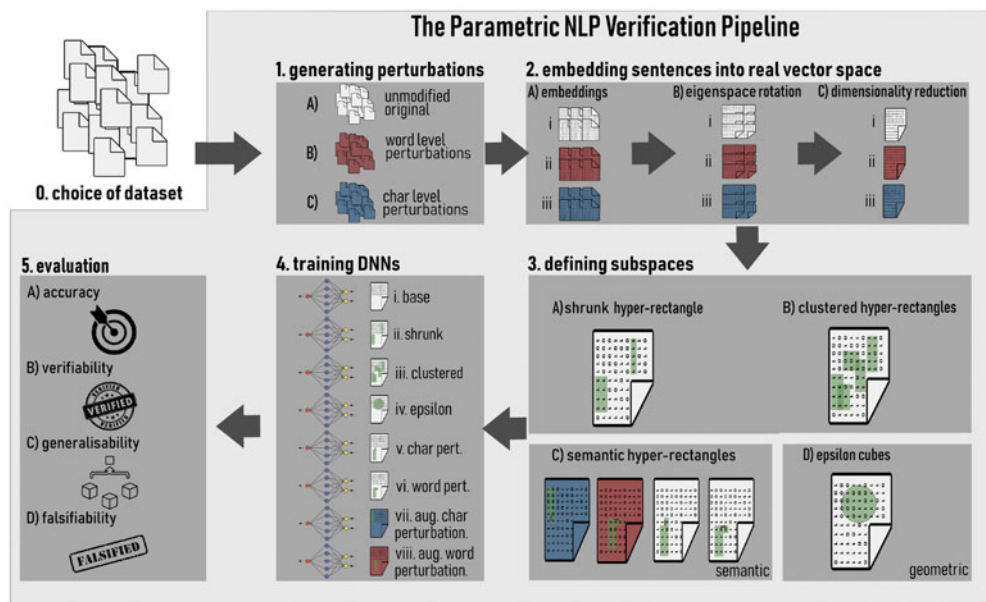 The Parametric NLP Verification Pipeline
0. choice of dataset
1. generating perturbations
A) unmodified
original
B) word level
perturbations
C) char level
perturbations
2. embedding sentences into real vector space
A) embeddings
i
ii
iii
B) eigenspace rotation
i
ii
iii
C) dimensionality reduction
i
ii
iii
3. defining subspaces
A) shrunk hyper-rectangle
B) clustered hyper-rectangles
C) semantic hyper-rectangles
semantic
D) epsilon cubes
geometric
4. training DNNs
i. base
ii. shrunk
iii. clustered
iv. epsilon
v. char pert.
vi. word pert.
vii. aug. char
perturbation.
viii. aug. word
perturbation.
5. evaluation
A) accuracy
B) verifiability
VERIFIED
C) generalisability
D) falsifiability
FALSIFIED